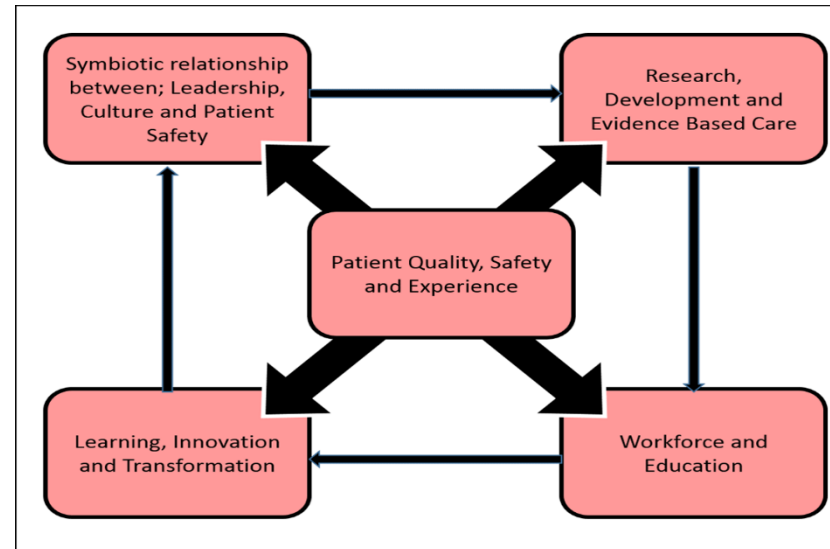 Symbiotic relationship
between; Leadership,
Culture and Patient
Safety
Research,
Development and
Evidence Based Care
Patient Quality, Safety
and Experience
Learning, Innovation
and Transformation
Workforce and
Education